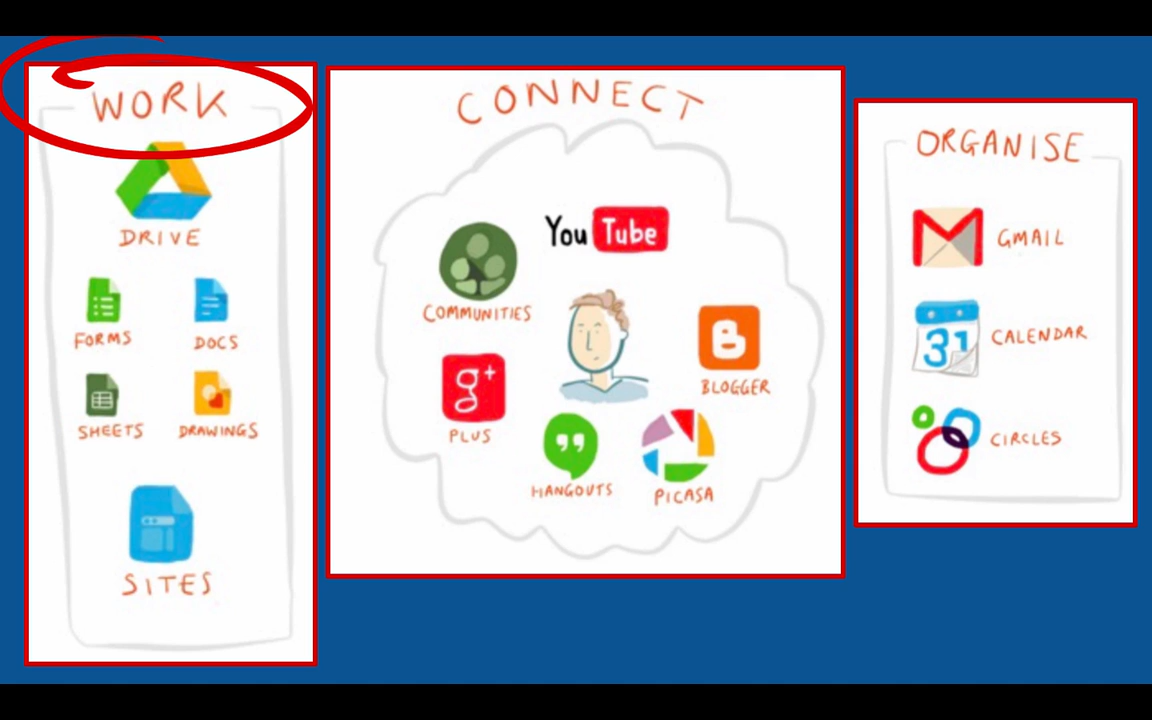 WORK
DRIVE
FORMS
DOCS
SHEETS
DRAWINGS
SITES
CONNECT
You Tube
COMMUNITIES
BLOGGER
g+
PLUS
HANGOUTS
PICASA
ORGANISE
GMAIL
31
CALENDAR
CIRCLES